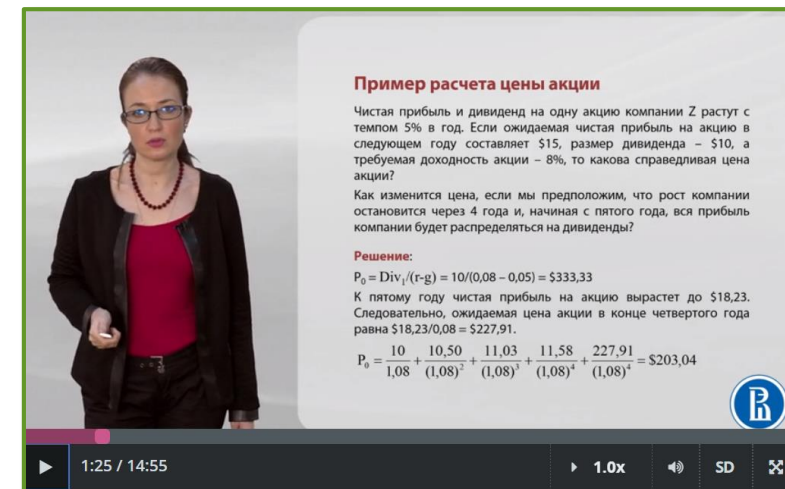 Пример расчета цены акции
Чистая прибыль и дивиденд на одну акцию компании Z растут с
темпом 5% в год. Если ожидаемая чистая прибыль на акцию в
следующем году составляет $15, размер дивиденда – $10, а
требуемая доходность акции – 8%, то какова справедливая цена
акции?
Как изменится цена, если мы предположим, что рост компании
остановится через 4 года и, начиная с пятого года, вся прибыль
компании будет распределяться на дивиденды?
Решение:
P₀ = Div₁/(r-g) = 10/(0,08 – 0,05) = $333,33
К пятому году чистая прибыль на акцию вырастет до $18,23.
Следовательно, ожидаемая цена акции в конце четвертого года
равна $18,23/0,08 = $227,91.
P₀ = 10/1,08 + 10,50/(1,08)² + 11,03/(1,08)³ + 11,58/(1,08)⁴ + 227,91/(1,08)⁴ = $203,04
1:25 / 14:55
1.0x
SD